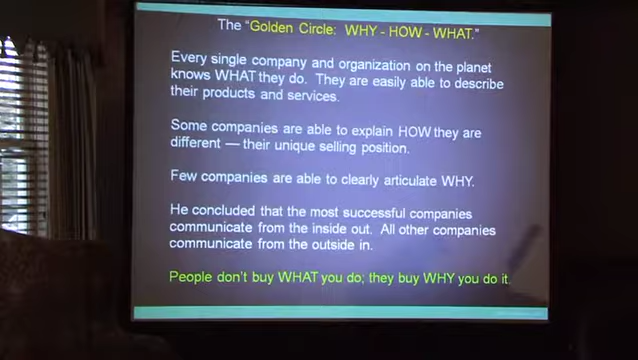 The "Golden Circle: WHY - HOW - WHAT."
Every single company and organization on the planet
knows WHAT they do. They are easily able to describe
their products and services.
Some companies are able to explain HOW they are
different — their unique selling position.
Few companies are able to clearly articulate WHY.
He concluded that the most successful companies
communicate from the inside out. All other companies
communicate from the outside in.
People don't buy WHAT you do; they buy WHY you do it.